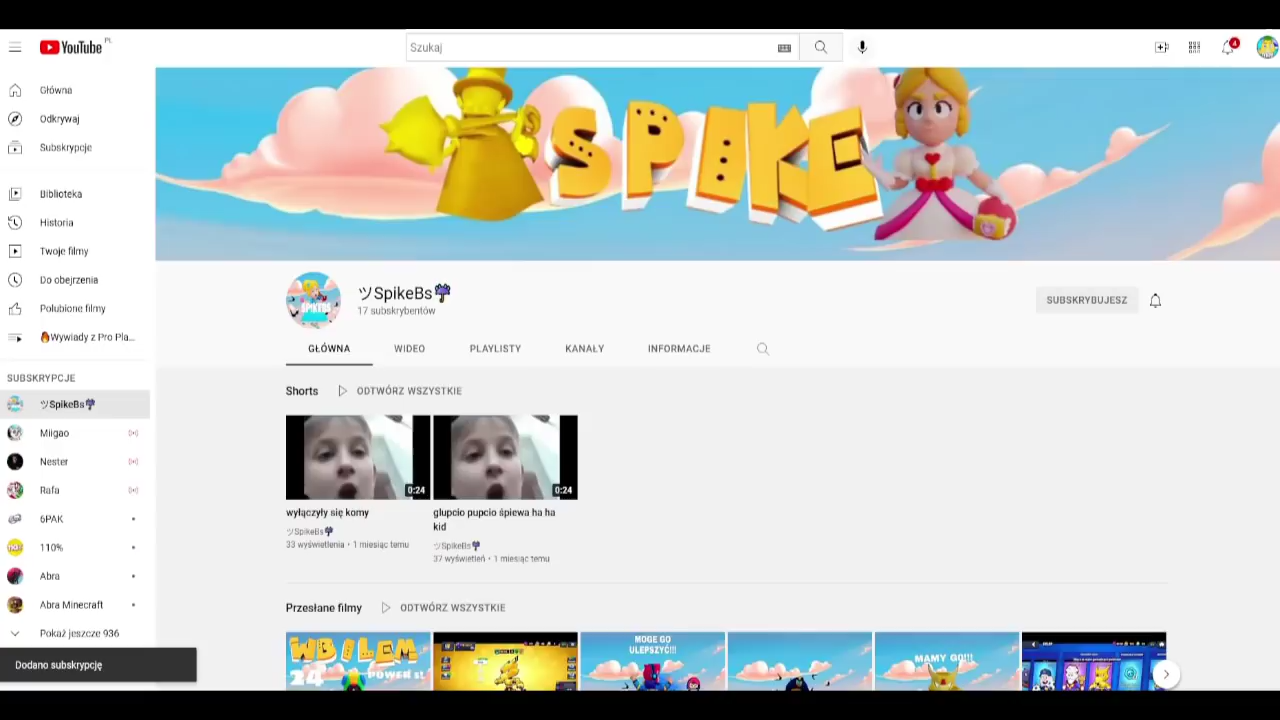 YouTube PL
Szukaj
4
Główna
Odkrywaj
Subskrypcje
Biblioteka
Historia
Twoje filmy
Do obejrzenia
Polubione filmy
🔥Wywiady z Pro Pla...
SUBSKRYPCJE
ツSpikeBs☂
Miigao
Nester
Rafa
6PAK
110%
Abra
Abra Minecraft
Pokaż jeszcze 936
Dodano subskrypcję
SPIKE
ツSpikeBs☂
17 subskrybentów
SUBSKRYBUJESZ
GŁÓWNA
WIDEO
PLAYLISTY
KANAŁY
INFORMACJE
Shorts
ODTWÓRZ WSZYSTKIE
0:24
0:24
wyłączyły się komy
ツSpikeBs☂
33 wyświetlenia • 1 miesiąc temu
glupcio pupcio śpiewa ha ha
kid
ツSpikeBs☂
37 wyświetleń • 1 miesiąc temu
Przesłane filmy
ODTWÓRZ WSZYSTKIE
WBILEM
24
POWER
MOGE GO
ULEPSZYĆ!!!
MAMY GO!!!